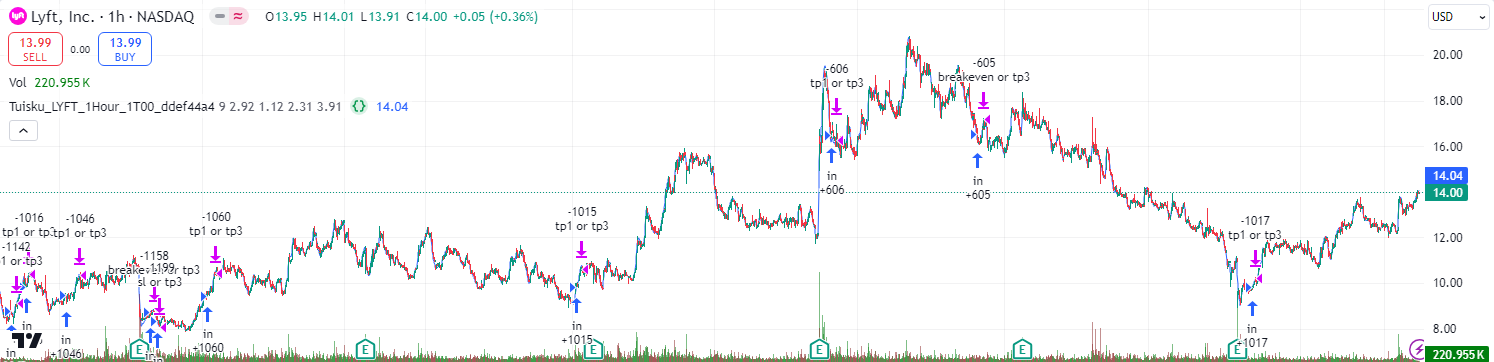 Lyft, Inc. · 1h · NASDAQ O13.95 H14.01 L13.91 C14.00 +0.05 (+0.36%)
USD
13.99 SELL
0.00
13.99 BUY
Vol 220.955 K
Tuisku_LYFT_1Hour_1T00_ddef44a4 9 2.92 1.12 2.31 3.91 14.04
20.00
18.00
16.00
14.04
14.00
12.00
10.00
8.00
220.955 K
-606
tp1 or tp3
in
+606
-605
breakeven or tp3
in
+605
-1016
tp1 or tp3
in
-1046
tp1 or tp3
in
+1046
-1142
or tp3
in
-1158
breakeven or tp3
-1199
sl or tp3
in
-1060
tp1 or tp3
in
+1060
-1015
tp1 or tp3
in
+1015
-1017
tp1 or tp3
in
+1017
E
E
E
E
E
E